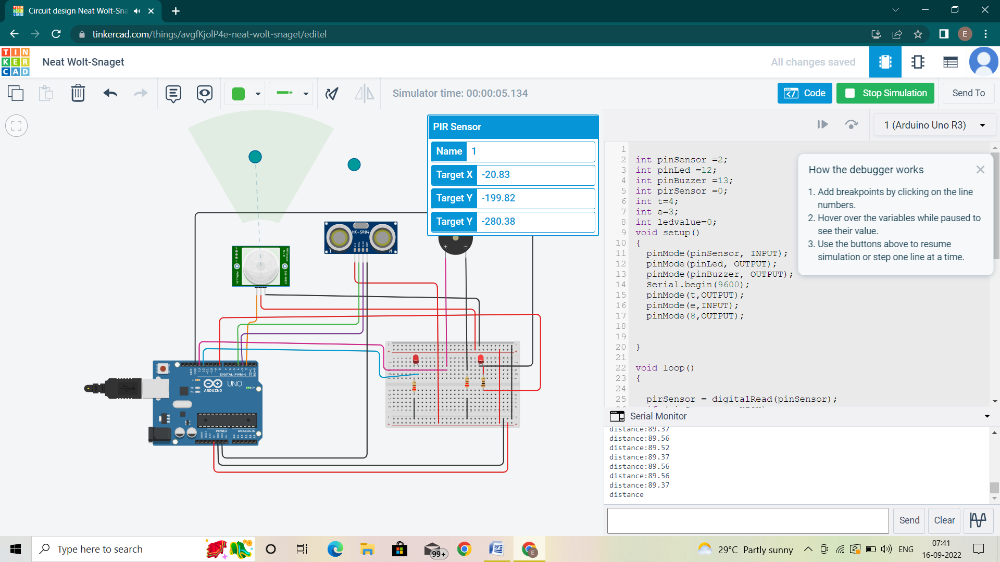 Circuit design Neat Wolt-Sna
tinkercad.com/things/avgfKjolP4e-neat-wolt-snaget/editel
E
TIN
KER
CAD
Neat Wolt-Snaget
All changes saved
Simulator time: 00:00:05.134
Code
Stop Simulation
Send To
PIR Sensor
Name 1
Target X -20.83
Target Y -199.82
Target Y -280.38
HC-SR04
T R
DIGITAL (PWM~)
UNO
ARDUINO
POWER ANALOG IN
1 (Arduino Uno R3)
1
2 int pinSensor =2;
3 int pinLed =12;
4 int pinBuzzer =13;
5 int pirSensor =0;
6 int t=4;
7 int e=3;
8 int ledvalue=0;
9 void setup()
10 {
11 pinMode(pinSensor, INPUT);
12 pinMode(pinLed, OUTPUT);
13 pinMode(pinBuzzer, OUTPUT);
14 Serial.begin(9600);
15 pinMode(t,OUTPUT);
16 pinMode(e,INPUT);
17 pinMode(8,OUTPUT);
18
19
20 }
21
22 void loop()
23 {
24
25 pirSensor = digitalRead(pinSensor);
How the debugger works
1. Add breakpoints by clicking on the line
numbers.
2. Hover over the variables while paused to
see their value.
3. Use the buttons above to resume
simulation or step one line at a time.
Serial Monitor
distance:89.37
distance:89.56
distance:89.52
distance:89.37
distance:89.56
distance:89.56
distance:89.37
distance
Send
Clear
Type here to search
99+
29°C Partly sunny
ENG
07:41
16-09-2022